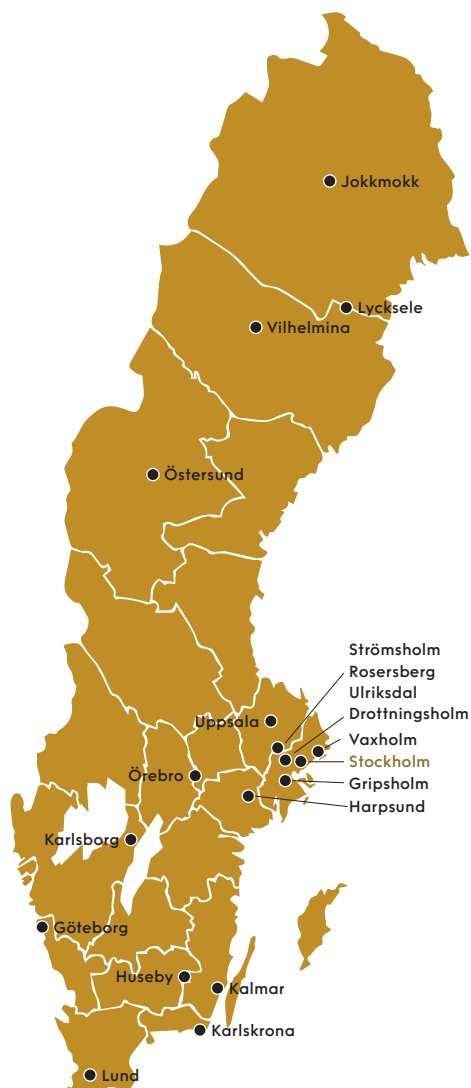 Jokkmokk
Lycksele
Vilhelmina
Östersund
Strömsholm
Rosersberg
Ulriksdal
Drottningsholm
Uppsala
Vaxholm
Stockholm
Örebro
Gripsholm
Harpsund
Karlsborg
Göteborg
Huseby
Kalmar
Karlskrona
Lund